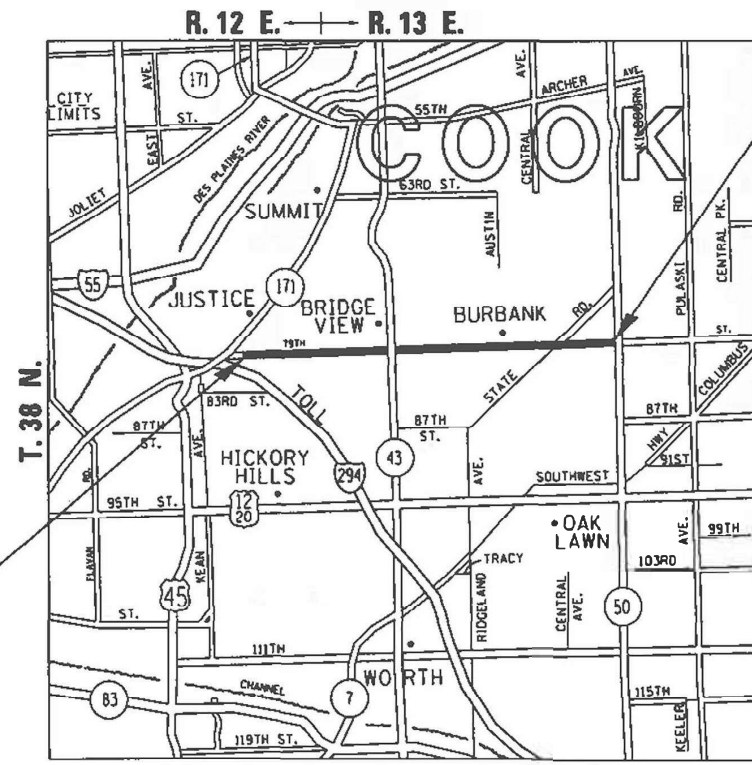 R. 12 E. R. 13 E.
171
CITY
LIMITS
AVE.
EAST
ST.
JOLIET
DES PLAINES RIVER
55TH
ARCHER
AVE.
AVE.
CENTRAL
KILBOURN
COOK
63RD ST.
SUMMIT
AUSTIN
RD.
PULASKI
CENTRAL PK.
55
JUSTICE
171
BRIDGE
VIEW
BURBANK
RD.
STATE
79TH
ST.
COLUMBUS
T. 38 N.
TOLL
83RD ST.
87TH
ST.
AVE.
87TH
ST.
87TH
HWY
91ST
HICKORY
HILLS
294
43
AVE.
SOUTHWEST
RD.
95TH ST.
12
20
OAK
LAWN
AVE.
99TH
103RD
KEAN
TRACY
RIDGELAND
CENTRAL
AVE.
45
50
ST.
111TH
WORTH
CHANNEL
83
7
115TH
KEELER
119TH ST.